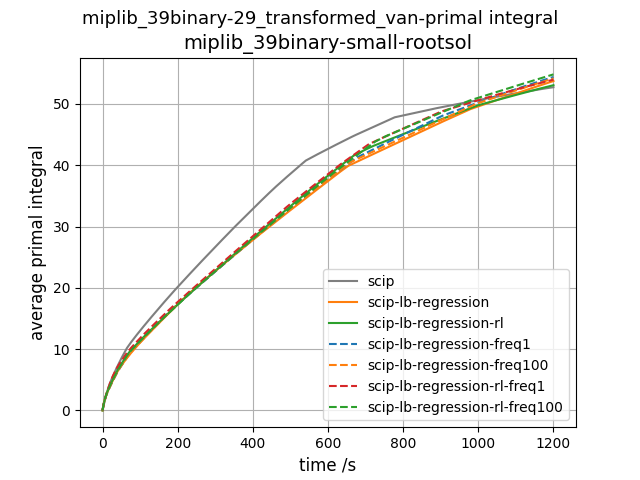 miplib_39binary-29_transformed_van-primal integral
miplib_39binary-small-rootsol
average primal integral
50
40
30
20
10
0
scip
scip-lb-regression
scip-lb-regression-rl
scip-lb-regression-freq1
scip-lb-regression-freq100
scip-lb-regression-rl-freq1
scip-lb-regression-rl-freq100
0 200 400 600 800 1000 1200
time /s